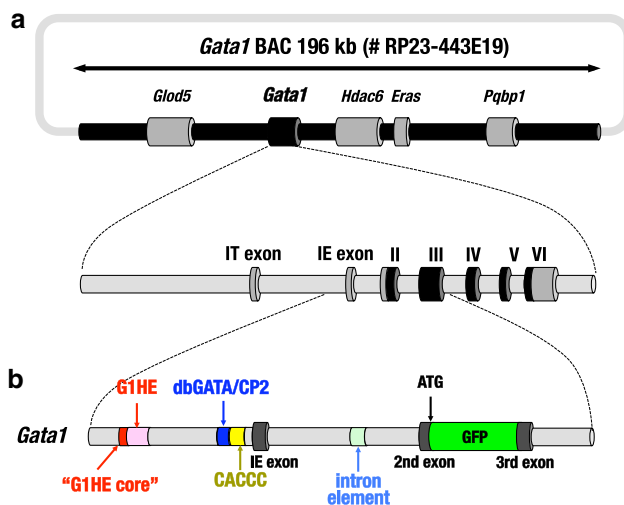 a
Gata1 BAC 196 kb (# RP23-443E19)
Glod5 Gata1 Hdac6 Eras Pqbp1
IT exon IE exon II III IV V VI
b
G1HE dbGATA/CP2 ATG
Gata1 GFP
IE exon 2nd exon 3rd exon
“G1HE core” CACCC intron
element